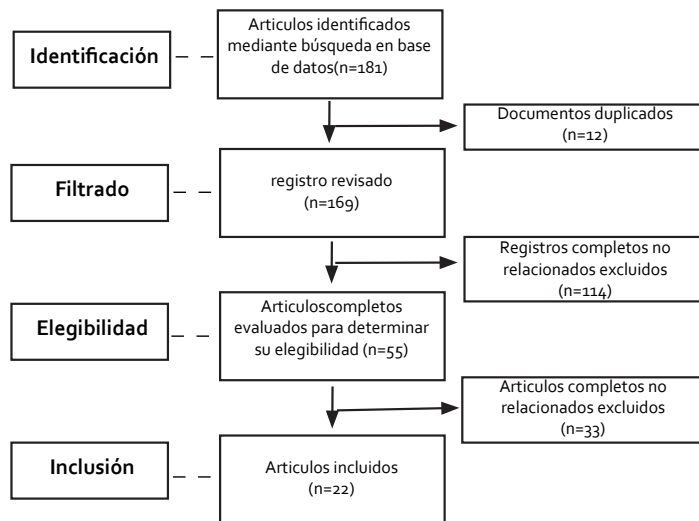 Identificación
Articulos identificados
mediante búsqueda en base
de datos(n=181)
Documentos duplicados
(n=12)
Filtrado
registro revisado
(n=169)
Registros completos no
relacionados excluidos
(n=114)
Elegibilidad
Articuloscompletos
evaluados para determinar
su elegibilidad (n=55)
Articulos completos no
relacionados excluidos
(n=33)
Inclusión
Articulos incluidos
(n=22)